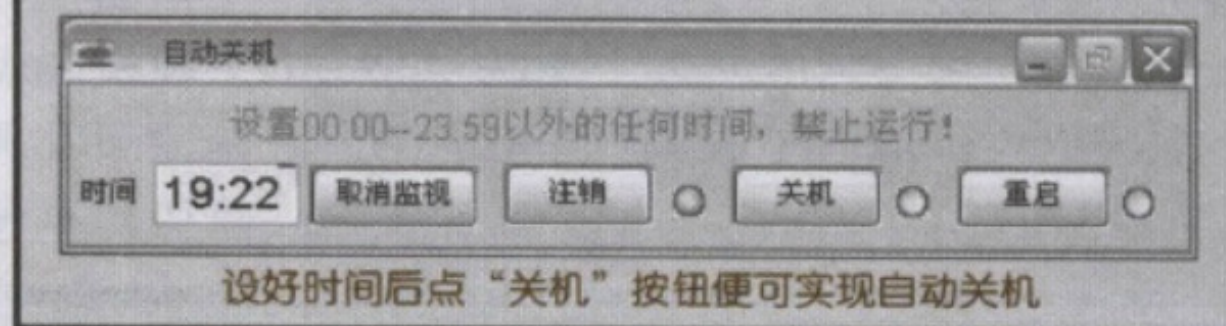 自动关机
设置00:00--23:59以外的任何时间，禁止运行!
时间 19:22 取消监视 注销 关机 重启
设好时间后点“关机”按钮便可实现自动关机